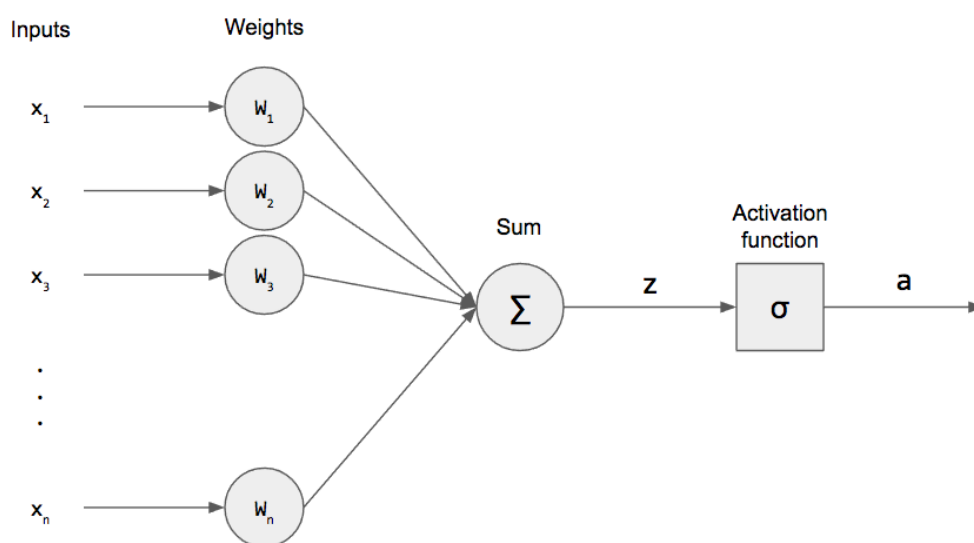 Inputs
Weights
x₁
W₁
x₂
W₂
Sum
Activation
function
x₃
W₃
Σ
z
σ
a
.
.
.
xₙ
Wₙ